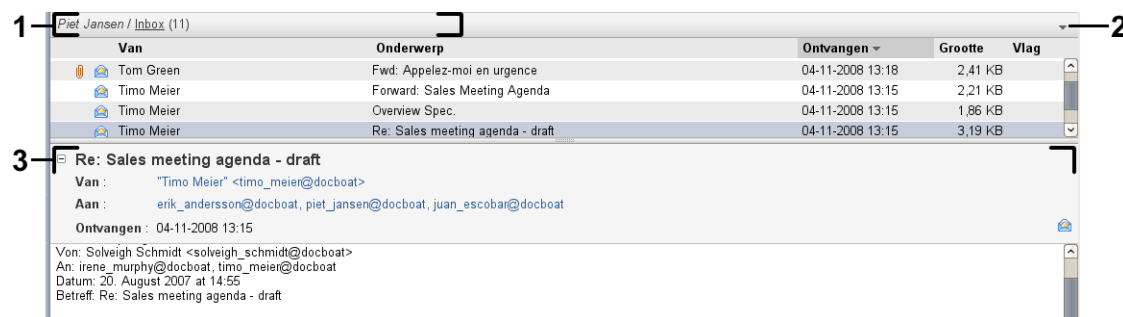 1 Piet Jansen / Inbox (11) 2
Van Onderwerp Ontvangen Grootte Vlag
Tom Green Fwd: Appelez-moi en urgence 04-11-2008 13:18 2,41 KB
Timo Meier Forward: Sales Meeting Agenda 04-11-2008 13:15 2,21 KB
Timo Meier Overview Spec. 04-11-2008 13:15 1,86 KB
Timo Meier Re: Sales meeting agenda - draft 04-11-2008 13:15 3,19 KB
3 Re: Sales meeting agenda - draft
Van : "Timo Meier" <timo_meier@docboat>
Aan : erik_andersson@docboat, piet_jansen@docboat, juan_escobar@docboat
Ontvangen : 04-11-2008 13:15
Von: Solveigh Schmidt <solveigh_schmidt@docboat>
An: irene_murphy@docboat, timo_meier@docboat
Datum: 20. August 2007 at 14:55
Betreff: Re: Sales meeting agenda - draft